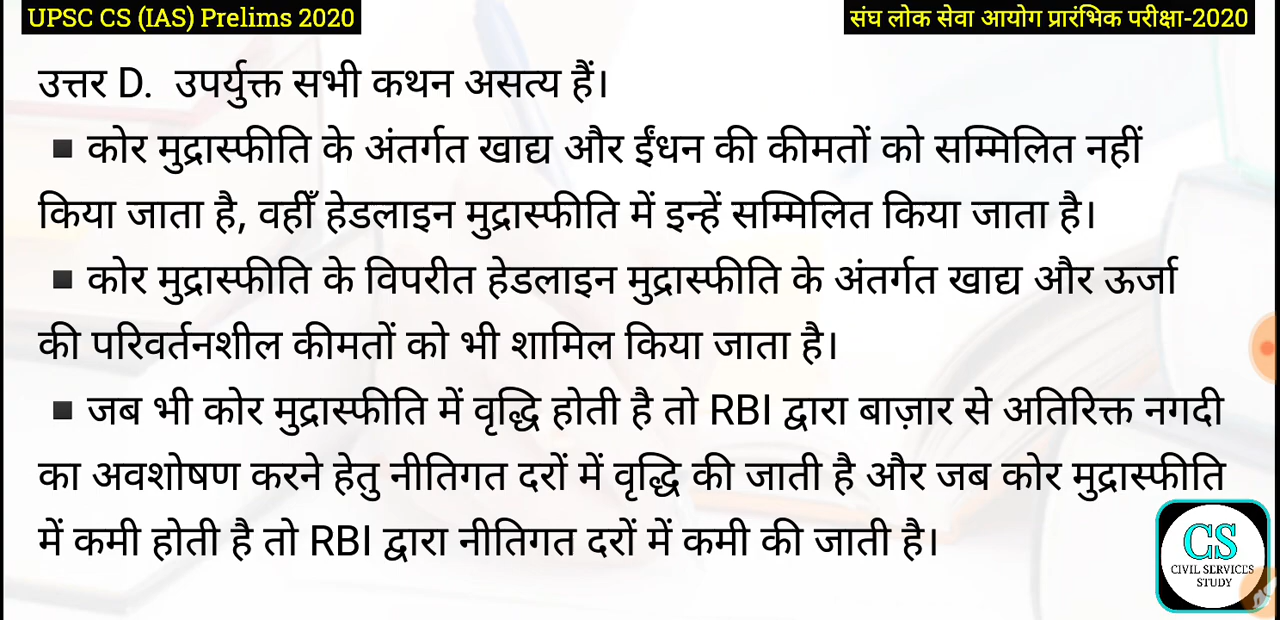 UPSC CS (IAS) Prelims 2020
संघ लोक सेवा आयोग प्रारंभिक परीक्षा-2020
उत्तर D. उपर्युक्त सभी कथन असत्य हैं।
▪ कोर मुद्रास्फीति के अंतर्गत खाद्य और ईंधन की कीमतों को सम्मिलित नहीं
किया जाता है, वहीं हेडलाइन मुद्रास्फीति में इन्हें सम्मिलित किया जाता है।
▪ कोर मुद्रास्फीति के विपरीत हेडलाइन मुद्रास्फीति के अंतर्गत खाद्य और ऊर्जा
की परिवर्तनशील कीमतों को भी शामिल किया जाता है।
▪ जब भी कोर मुद्रास्फीति में वृद्धि होती है तो RBI द्वारा बाज़ार से अतिरिक्त नगदी
का अवशोषण करने हेतु नीतिगत दरों में वृद्धि की जाती है और जब कोर मुद्रास्फीति
में कमी होती है तो RBI द्वारा नीतिगत दरों में कमी की जाती है।
CS
CIVIL SERVICES
STUDY